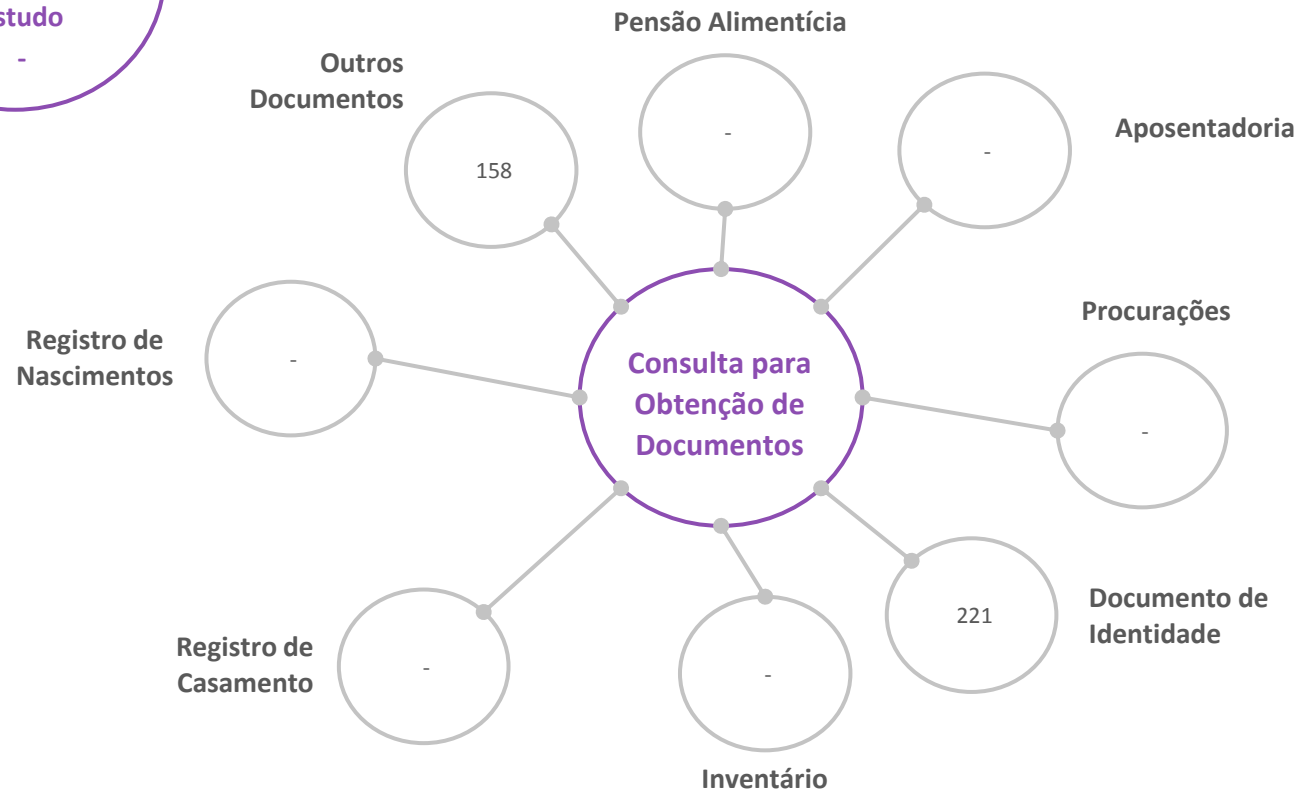 studo
-
Pensão Alimentícia
-
Outros
Documentos
158
Aposentadoria
-
Procurações
-
Registro de
Nascimentos
-
Consulta para
Obtenção de
Documentos
Documento de
Identidade
221
Registro de
Casamento
-
-
Inventário